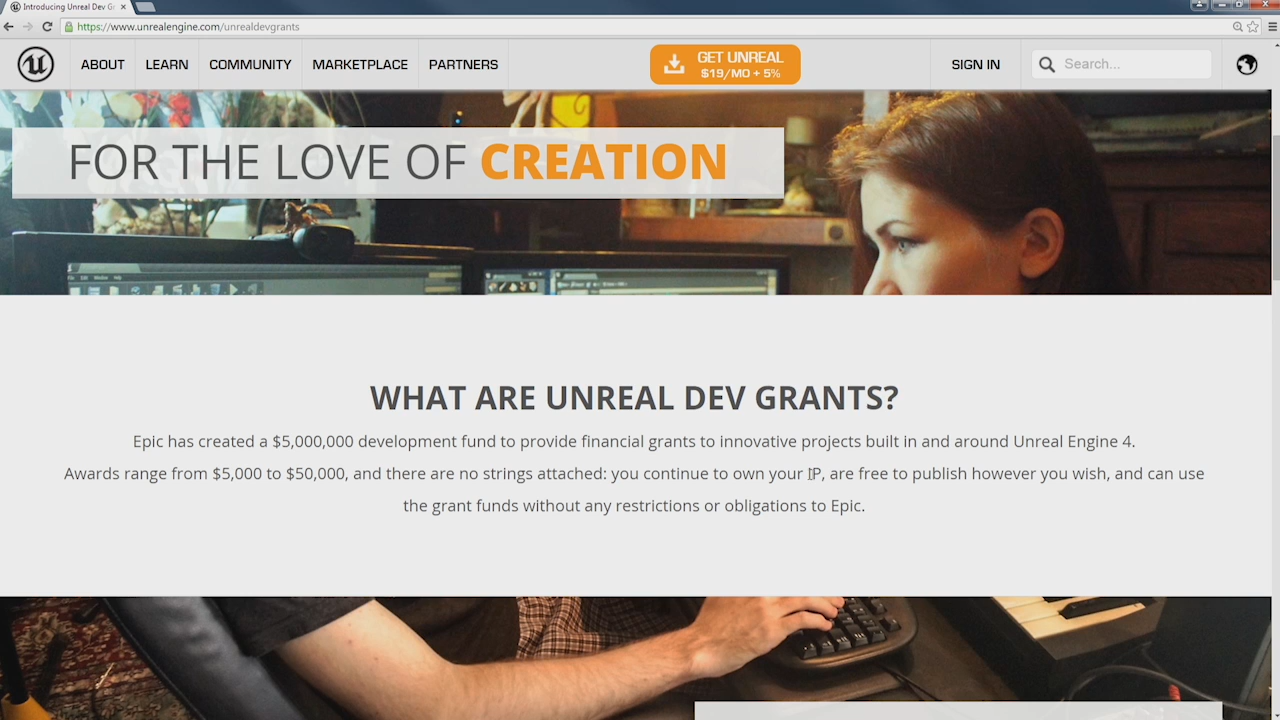 Introducing Unreal Dev Gr
https://www.unrealengine.com/unrealdevgrants
ABOUT
LEARN
COMMUNITY
MARKETPLACE
PARTNERS
GET UNREAL
$19/MO + 5%
SIGN IN
Search...
FOR THE LOVE OF CREATION
WHAT ARE UNREAL DEV GRANTS?
Epic has created a $5,000,000 development fund to provide financial grants to innovative projects built in and around Unreal Engine 4.
Awards range from $5,000 to $50,000, and there are no strings attached: you continue to own your IP, are free to publish however you wish, and can use
the grant funds without any restrictions or obligations to Epic.